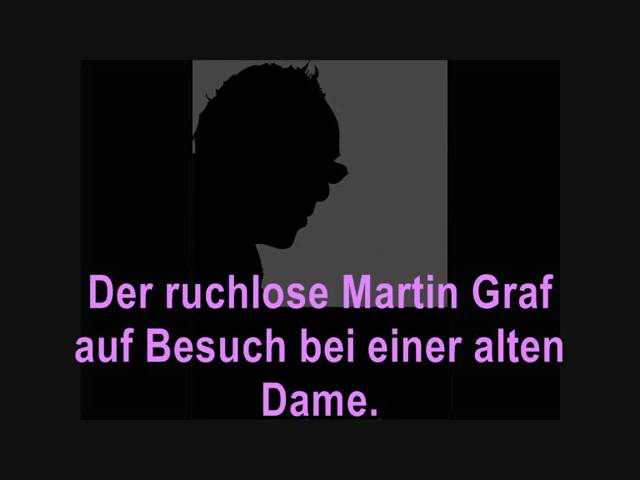 Der ruchlose Martin Graf
auf Besuch bei einer alten
Dame.